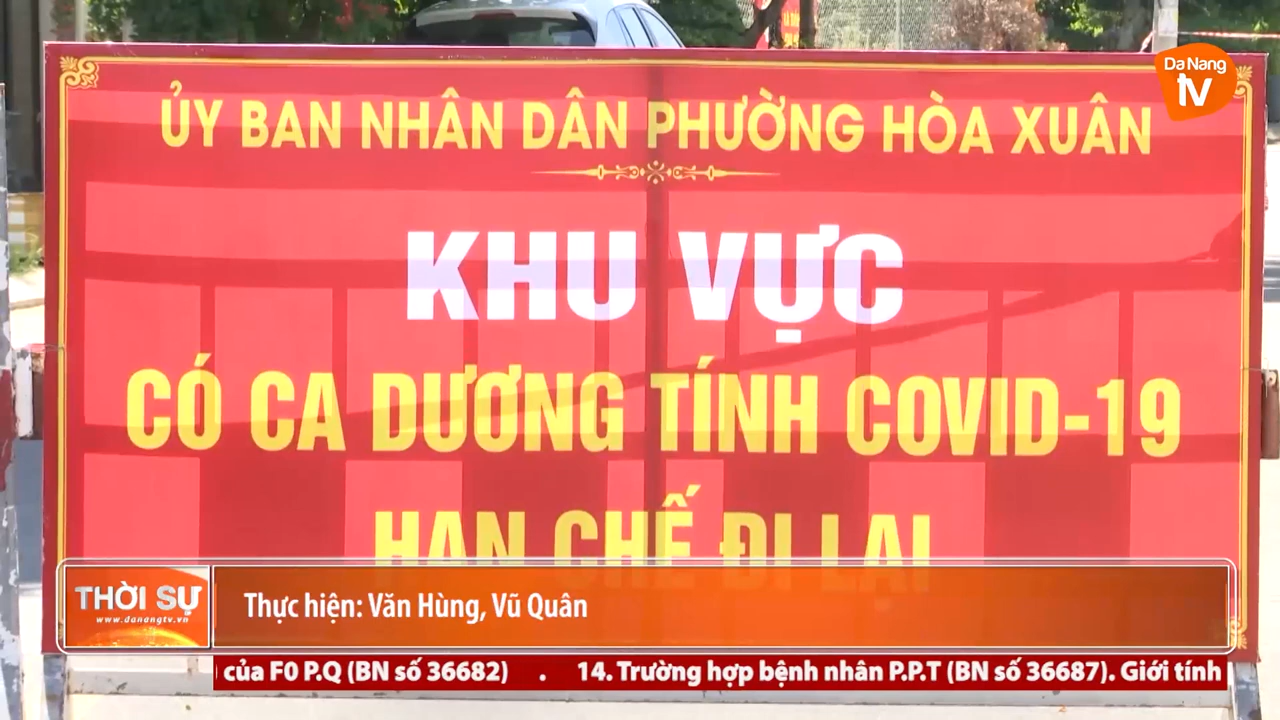 Da Nang
tv
ỦY BAN NHÂN DÂN PHƯỜNG HÒA XUÂN
KHU VỰC
CÓ CA DƯƠNG TÍNH COVID-19
HẠN CHẾ ĐI LẠI
THỜI SỰ
www.danangtv.vn
Thực hiện: Văn Hùng, Vũ Quân
của F0 P.Q (BN số 36682) . 14. Trường hợp bệnh nhân P.P.T (BN số 36687). Giới tính